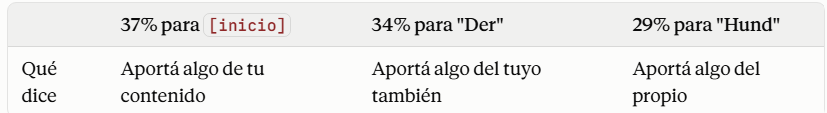 37% para [inicio] 34% para "Der" 29% para "Hund"
Qué Aportá algo de tu Aportá algo del tuyo Aportá algo del
dice contenido también propio